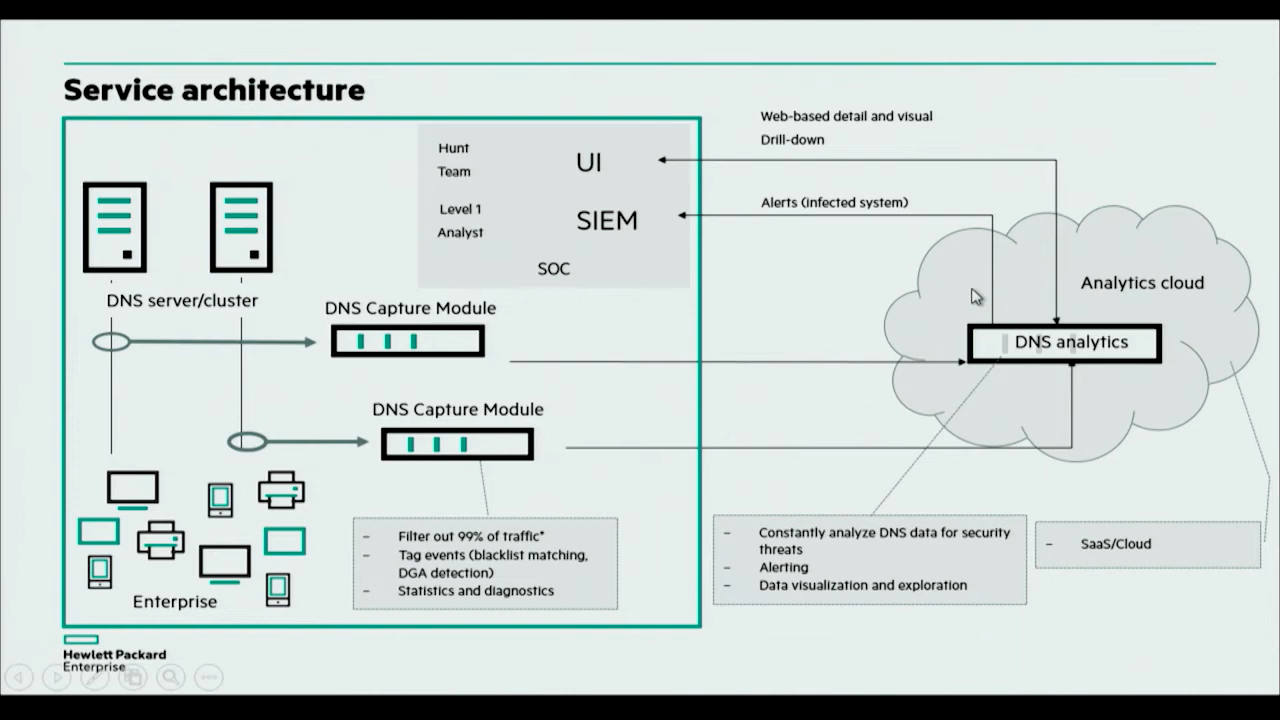 Service architecture
Web-based detail and visual
Drill-down
Hunt
Team
UI
Level 1
Analyst
SIEM
SOC
Alerts (infected system)
DNS server/cluster
DNS Capture Module
Analytics cloud
DNS analytics
DNS Capture Module
Enterprise
– Filter out 99% of traffic*
– Tag events (blacklist matching,
DGA detection)
– Statistics and diagnostics
– Constantly analyze DNS data for security
threats
– Alerting
– Data visualization and exploration
– SaaS/Cloud
Hewlett Packard
Enterprise